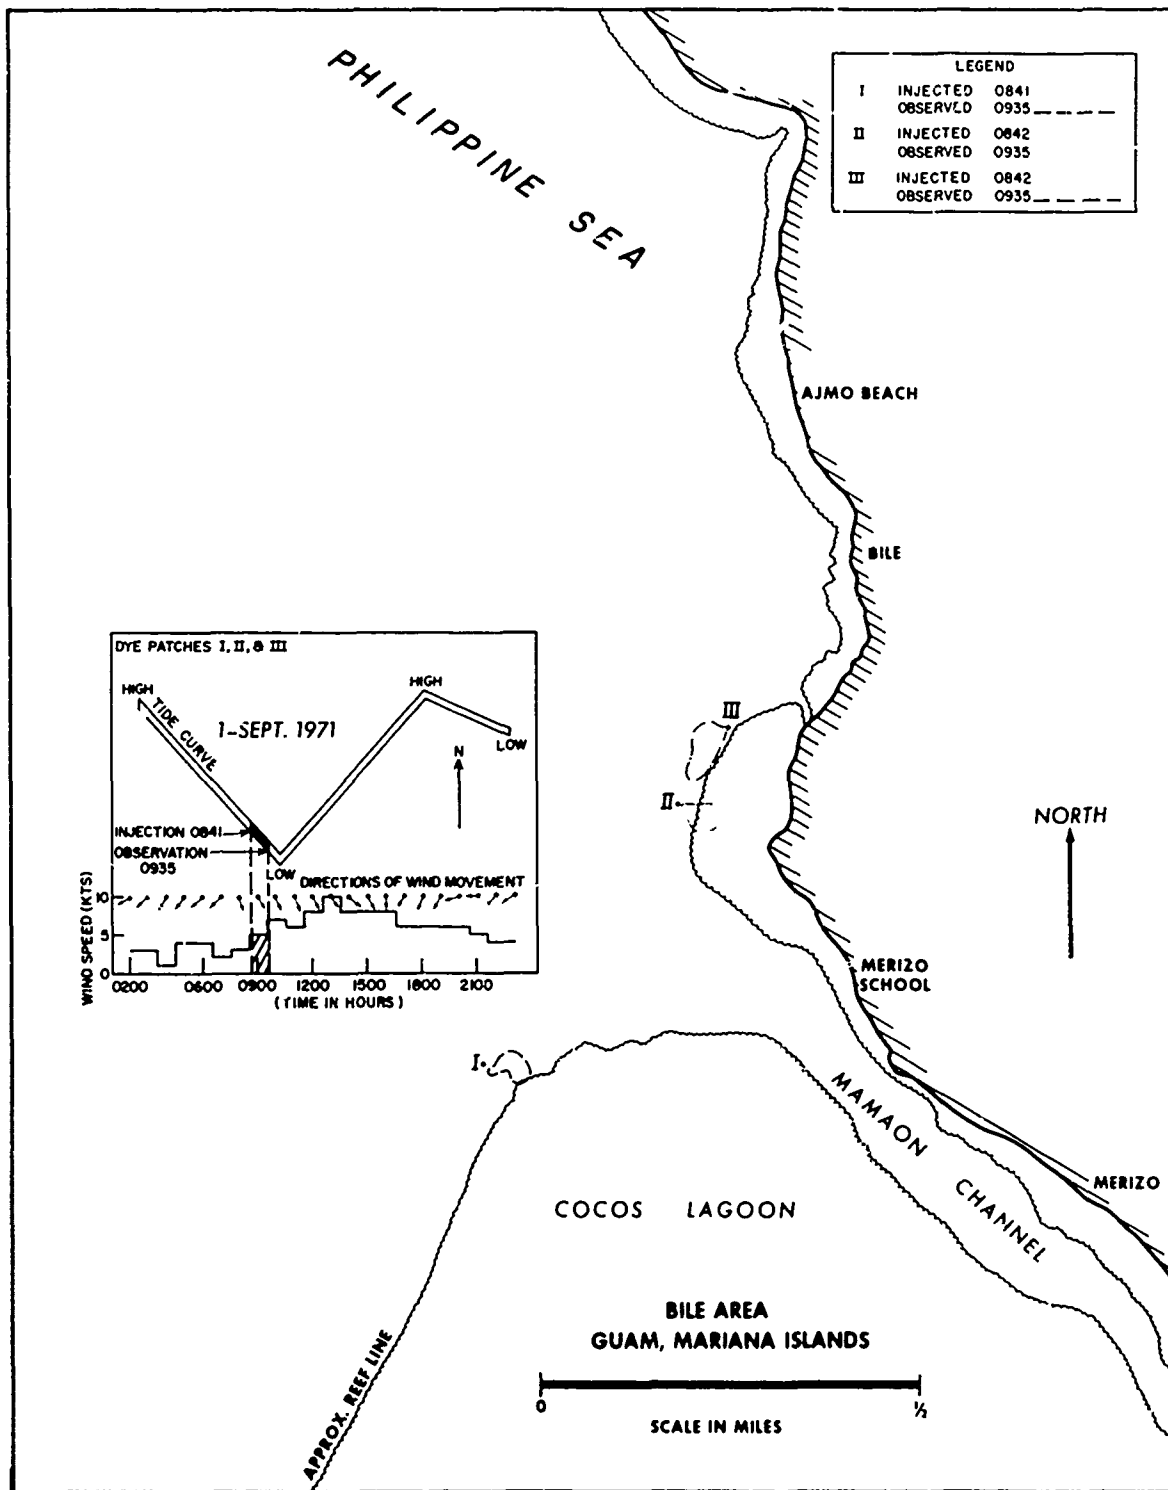 PHILIPPINE SEA
LEGEND
I INJECTED 0841
OBSERVED 0935
II INJECTED 0842
OBSERVED 0935
III INJECTED 0842
OBSERVED 0935
AJMO BEACH
BILE
DYE PATCHES I, II, & III
HIGH
TIDE CURVE
1-SEPT. 1971
HIGH
LOW
N
INJECTION 0841
OBSERVATION
0935
LOW
DIRECTIONS OF WIND MOVEMENT
WIND SPEED (KTS)
10
5
0
0200 0600 0900 1200 1500 1800 2100
(TIME IN HOURS)
III
II
NORTH
MERIZO
SCHOOL
I
MAMAON CHANNEL
MERIZO
COCOS LAGOON
BILE AREA
GUAM, MARIANA ISLANDS
0 1/2
SCALE IN MILES
APPROX. REEF LINE